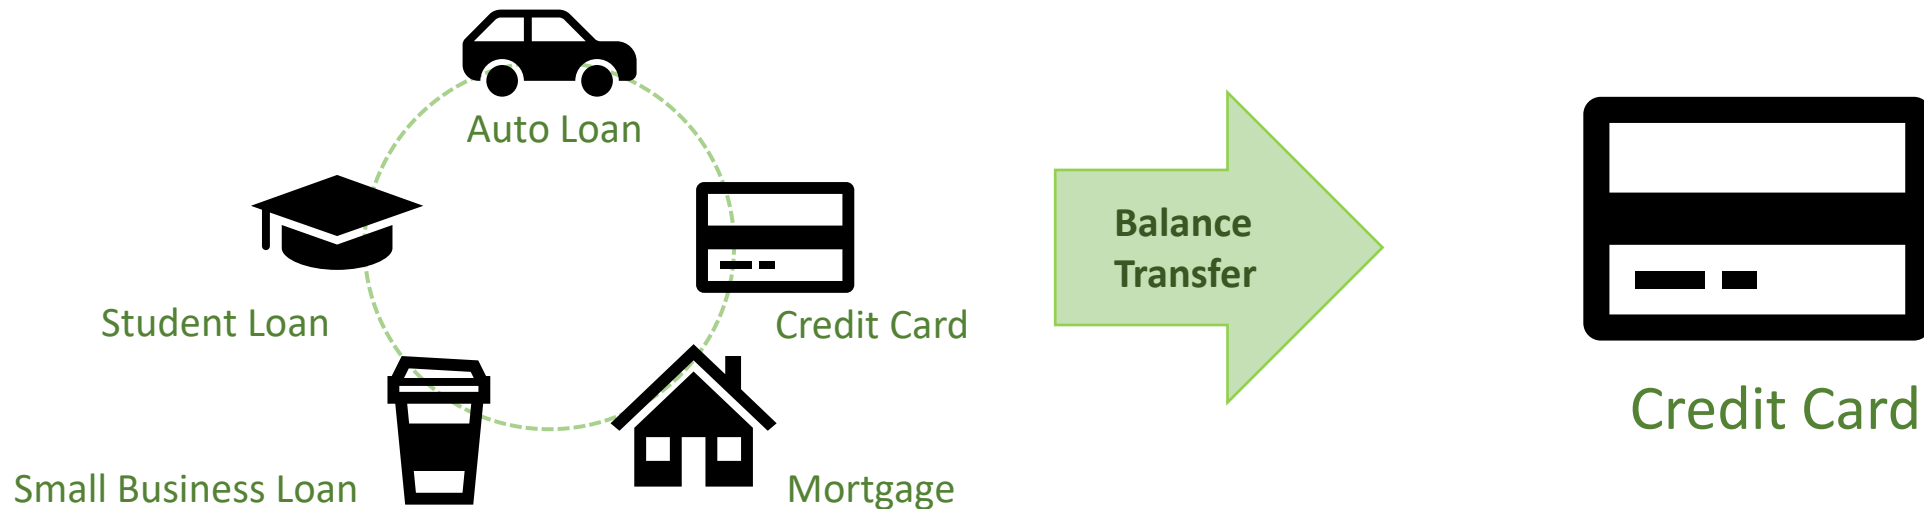 Auto Loan
Student Loan
Credit Card
Small Business Loan
Mortgage
Balance
Transfer
Credit Card